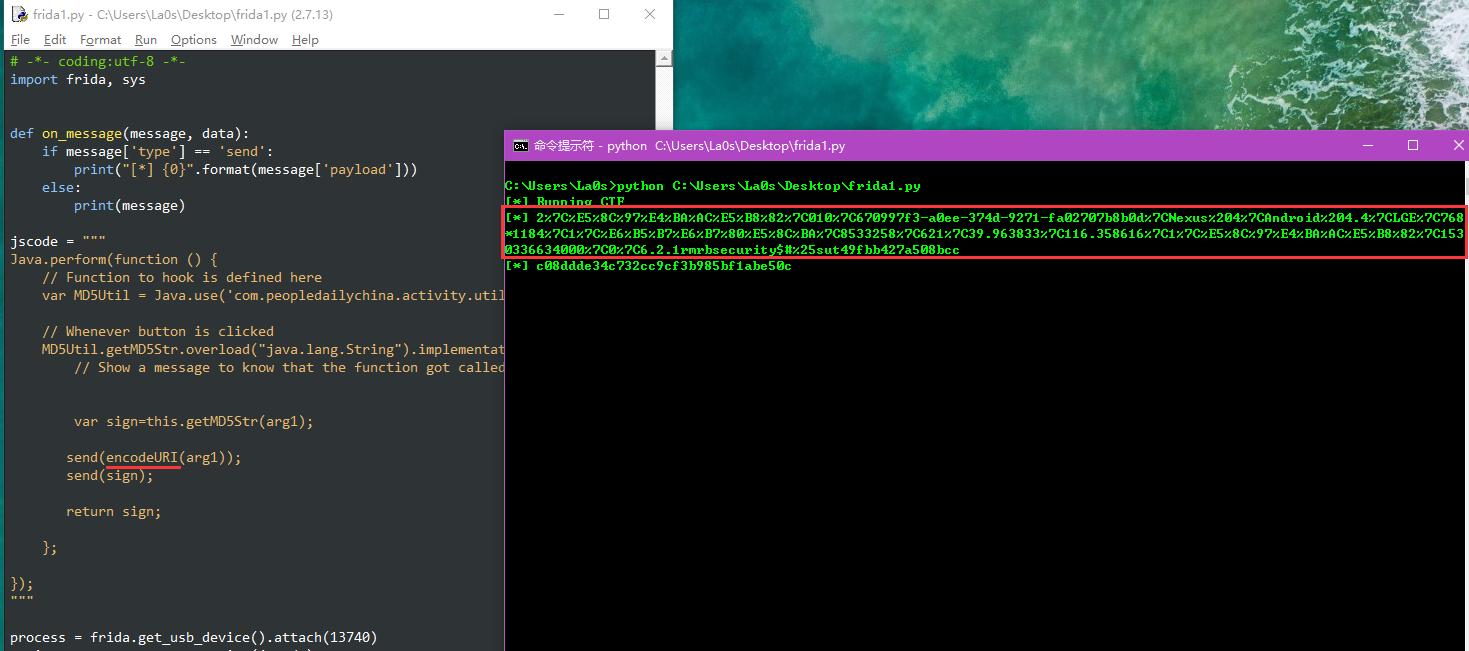 frida1.py - C:\Users\La0s\Desktop\frida1.py (2.7.13)
File Edit Format Run Options Window Help
# -*- coding:utf-8 -*-
import frida, sys
def on_message(message, data):
if message['type'] == 'send':
print("[*] {0}".format(message['payload']))
else:
print(message)
jscode = """
Java.perform(function () {
// Function to hook is defined here
var MD5Util = Java.use('com.peopledailychina.activity.util
// Whenever button is clicked
MD5Util.getMD5Str.overload("java.lang.String").implementat
// Show a message to know that the function got called
var sign=this.getMD5Str(arg1);
send(encodeURI(arg1));
send(sign);
return sign;
};
});
"""
process = frida.get_usb_device().attach(13740)
命令提示符 - python C:\Users\La0s\Desktop\frida1.py
C:\Users\La0s>python C:\Users\La0s\Desktop\frida1.py
[*] Running CTF
[*] 2%7C%E5%8C%97%E4%BA%AC%E5%B8%82%7C010%7C670997f3-a0ee-374d-9271-fa02707b8b0d%7CNexus%204%7CAndroid%204.4%7CLGE%7C768
*1184%7C1%7C%E6%B5%B7%E6%B7%80%E5%8C%BA%7C8533258%7C621%7C39.963833%7C116.358616%7C1%7C%E5%8C%97%E4%BA%AC%E5%B8%82%7C153
0336634000%7C0%7C6.2.1rmrbsecurity$#%25sut49fbb427a508bcc
[*] c08ddde34c732cc9cf3b985bf1abe50c